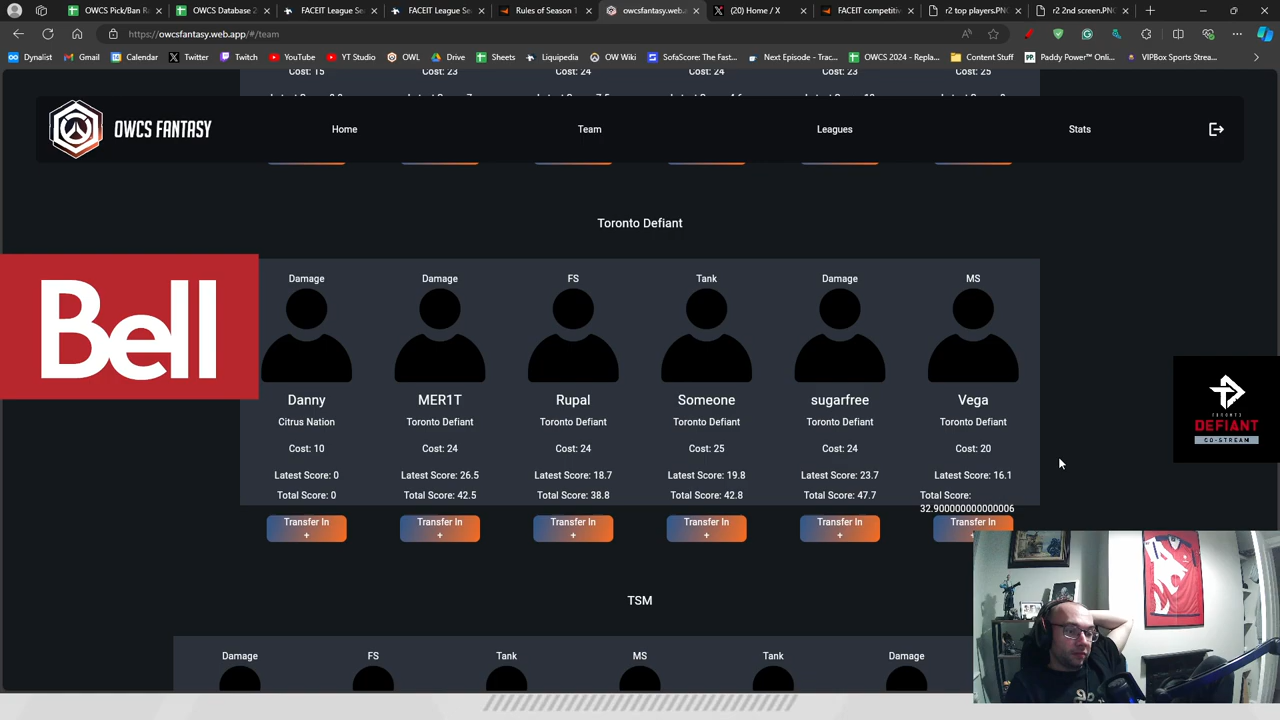 OWCS Pick/Ban Ra
OWCS Database 2
FACEIT League Se
FACEIT League Se
Rules of Season 1
owcsfantasy.web.
(20) Home / X
FACEIT competitiv
r2 top players.PNG
r2 2nd screen.PNG
https://owcsfantasy.web.app/#/team
Dynalist
Gmail
Calendar
Twitter
Twitch
YouTube
YT Studio
OWL
Drive
Sheets
Liquipedia
OW Wiki
SofaScore: The Fast...
Next Episode - Trac...
OWCS 2024 - Repla...
Content Stuff
Paddy Power™ Onli...
VIPBox Sports Strea...
Cost: 15
Cost: 23
Cost: 24
Cost: 24
Cost: 23
Cost: 25
OWCS FANTASY
Home
Team
Leagues
Stats
Toronto Defiant
Bell
Damage
Damage
FS
Tank
Damage
MS
Danny
MER1T
Rupal
Someone
sugarfree
Vega
Citrus Nation
Toronto Defiant
Toronto Defiant
Toronto Defiant
Toronto Defiant
Toronto Defiant
Cost: 10
Cost: 24
Cost: 24
Cost: 25
Cost: 24
Cost: 20
Latest Score: 0
Latest Score: 26.5
Latest Score: 18.7
Latest Score: 19.8
Latest Score: 23.7
Latest Score: 16.1
Total Score: 0
Total Score: 42.5
Total Score: 38.8
Total Score: 42.8
Total Score: 47.7
Total Score:
32.900000000000006
Transfer In
+
Transfer In
+
Transfer In
+
Transfer In
+
Transfer In
+
Transfer In
TORONTO
DEFIANT
CO-STREAM
TSM
Damage
FS
Tank
MS
Tank
Damage